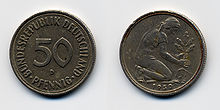 BUNDESREPUBLIK DEUTSCHLAND
50
D
PFENNIG